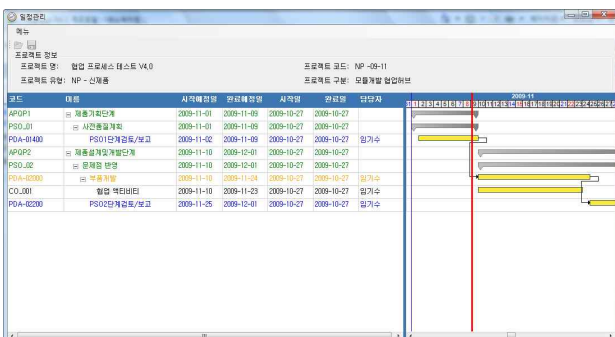 일정관리
메뉴
프로젝트 정보
프로젝트 명: 협업 프로세스 테스트 V4.0 프로젝트 코드: NP -09-11
프로젝트 유형: NP - 신제품 프로젝트 구분: 모듈개발 협업허브
코드 이름 시작예정일 완료예정일 시작일 완료일 담당자 2009-11
APQP1 제품기획단계 2009-11-01 2009-11-09 2009-10-27 2009-10-27
PSO_01 사전품질계획 2009-11-01 2009-11-09 2009-10-27 2009-10-27
PDA-01400 PSO1단계검토/보고 2009-11-02 2009-11-09 2009-10-27 2009-10-27 임기수
APQP2 제품설계및개발단계 2009-11-10 2009-12-01 2009-10-27 2009-10-27
PSO_02 문제점 반영 2009-11-10 2009-12-01 2009-10-27 2009-10-27
PDA-02000 부품개발 2009-11-10 2009-11-24 2009-10-27 2009-10-27 임기수
CO_001 협업 액티비티 2009-11-10 2009-11-23 2009-10-27 2009-10-27 임기수
PDA-02200 PSO2단계검토/보고 2009-11-25 2009-12-01 2009-10-27 2009-10-27 임기수